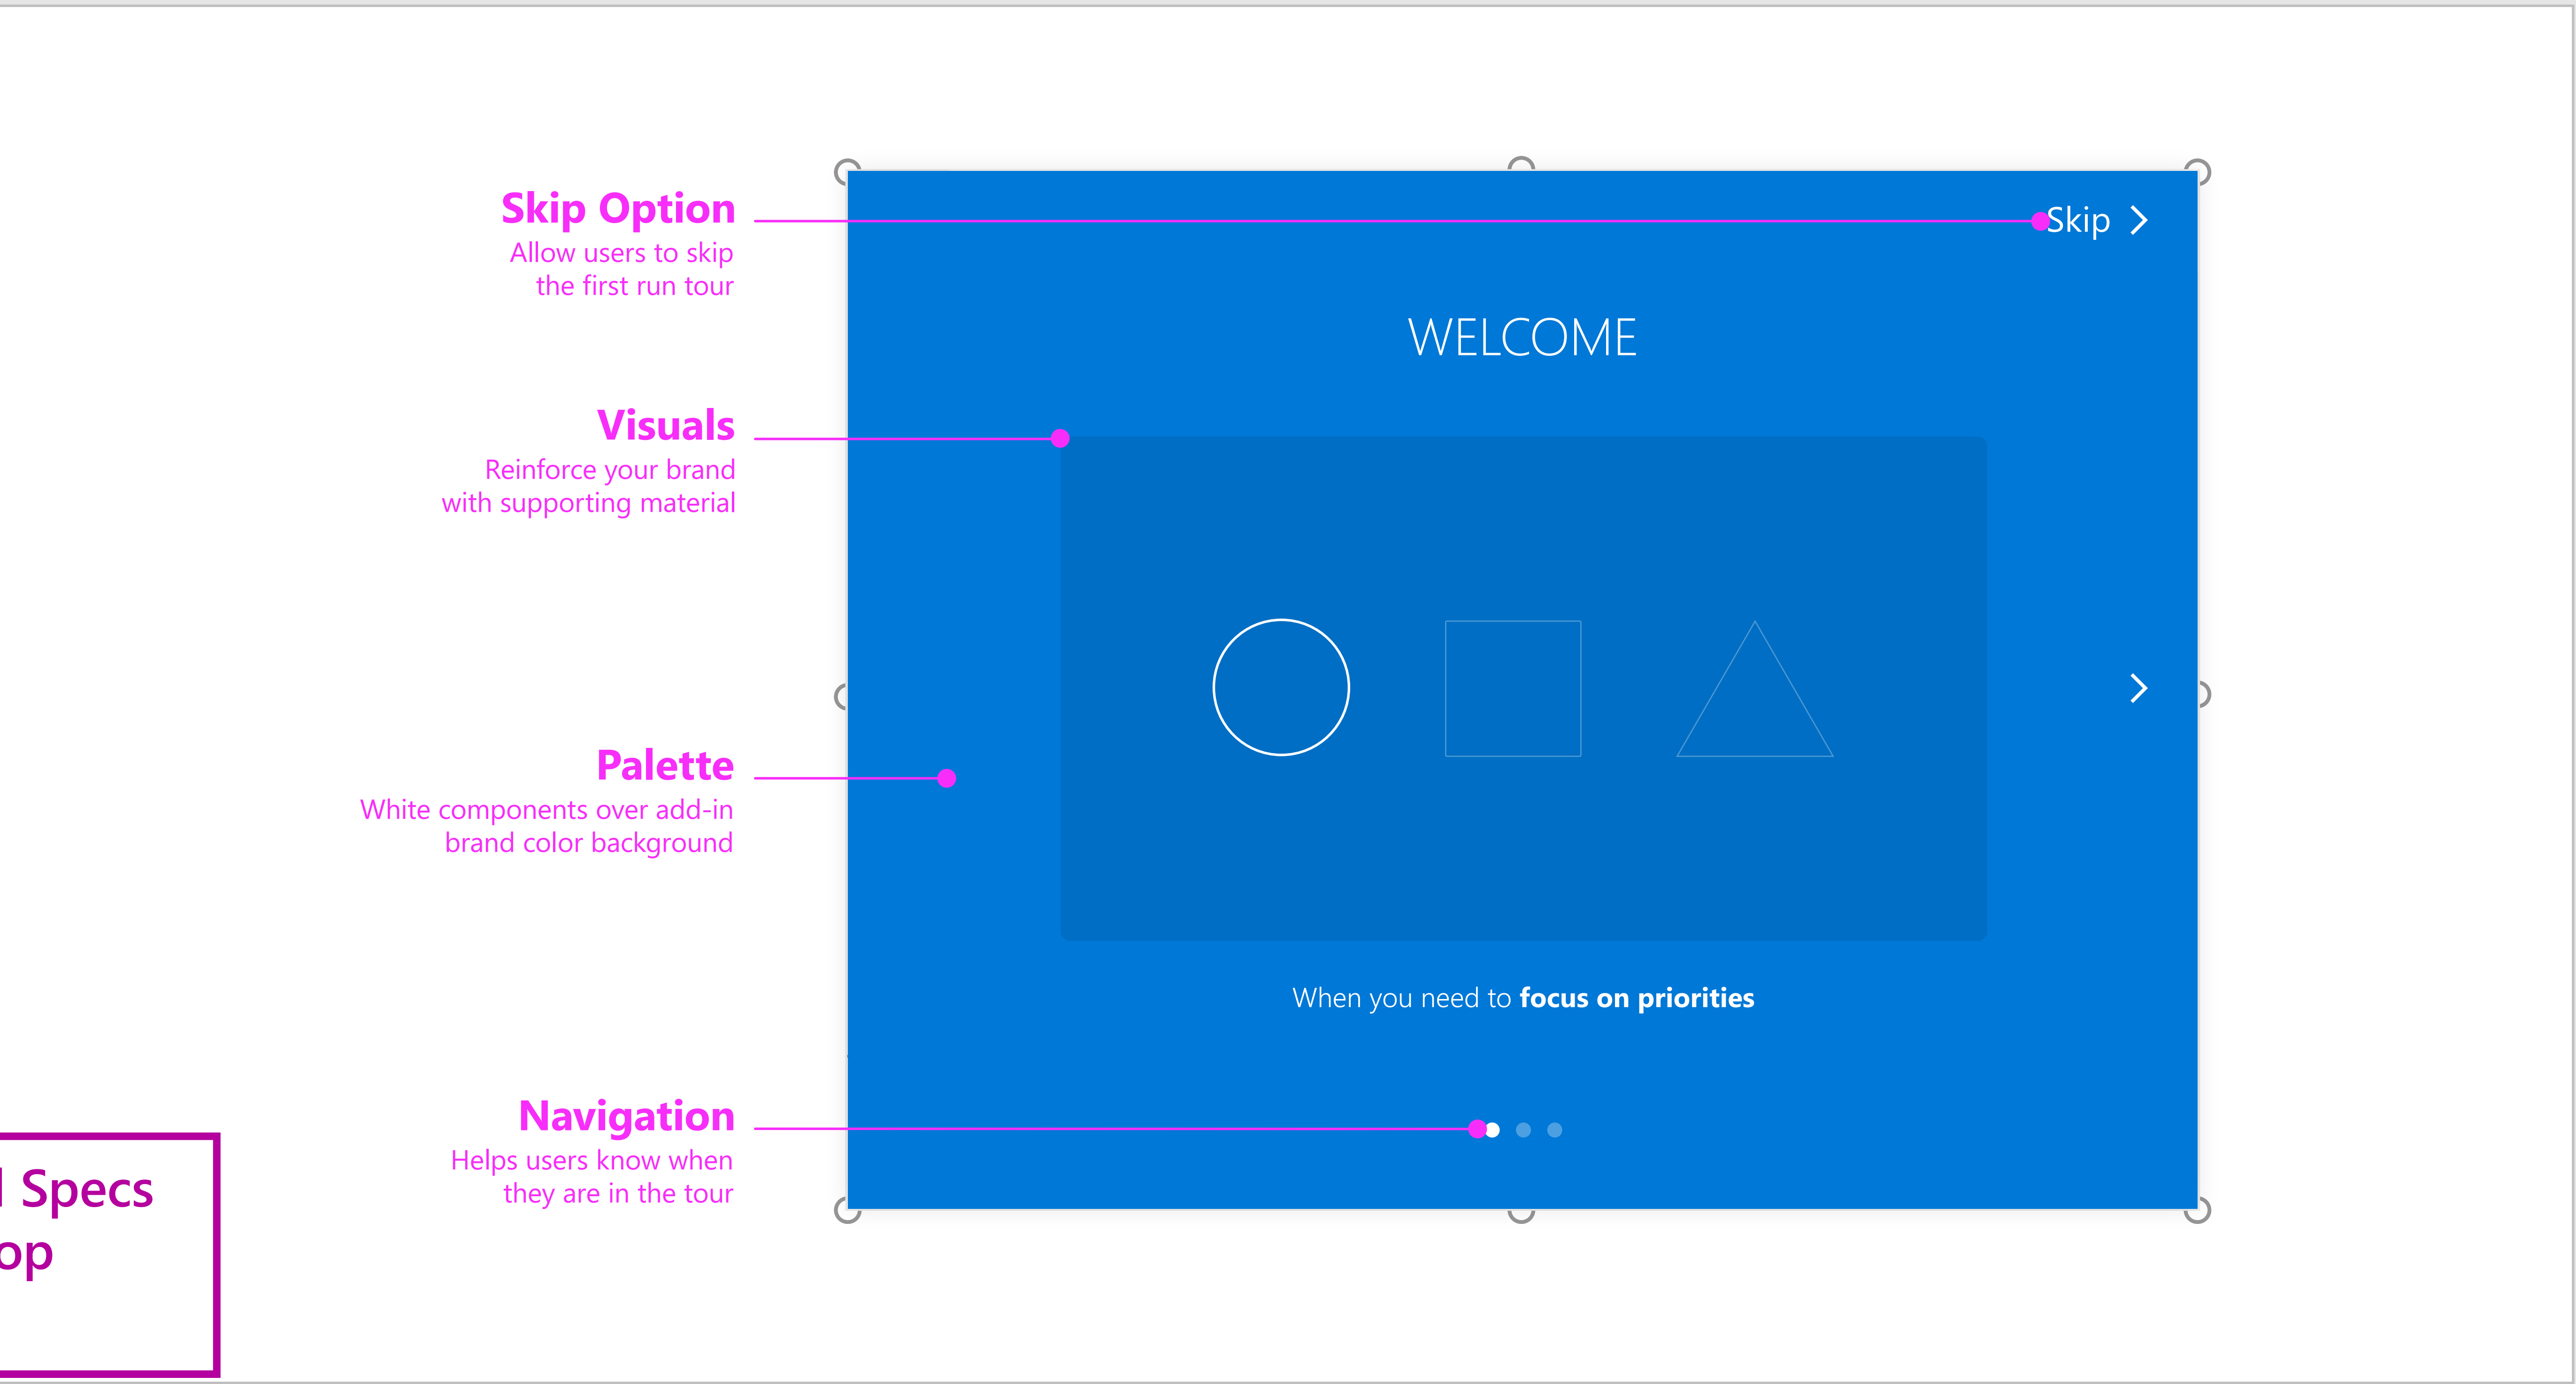 Skip Option
Allow users to skip
the first run tour
Visuals
Reinforce your brand
with supporting material
Palette
White components over add-in
brand color background
Navigation
Helps users know when
they are in the tour
Skip
WELCOME
When you need to focus on priorities
Specs
op